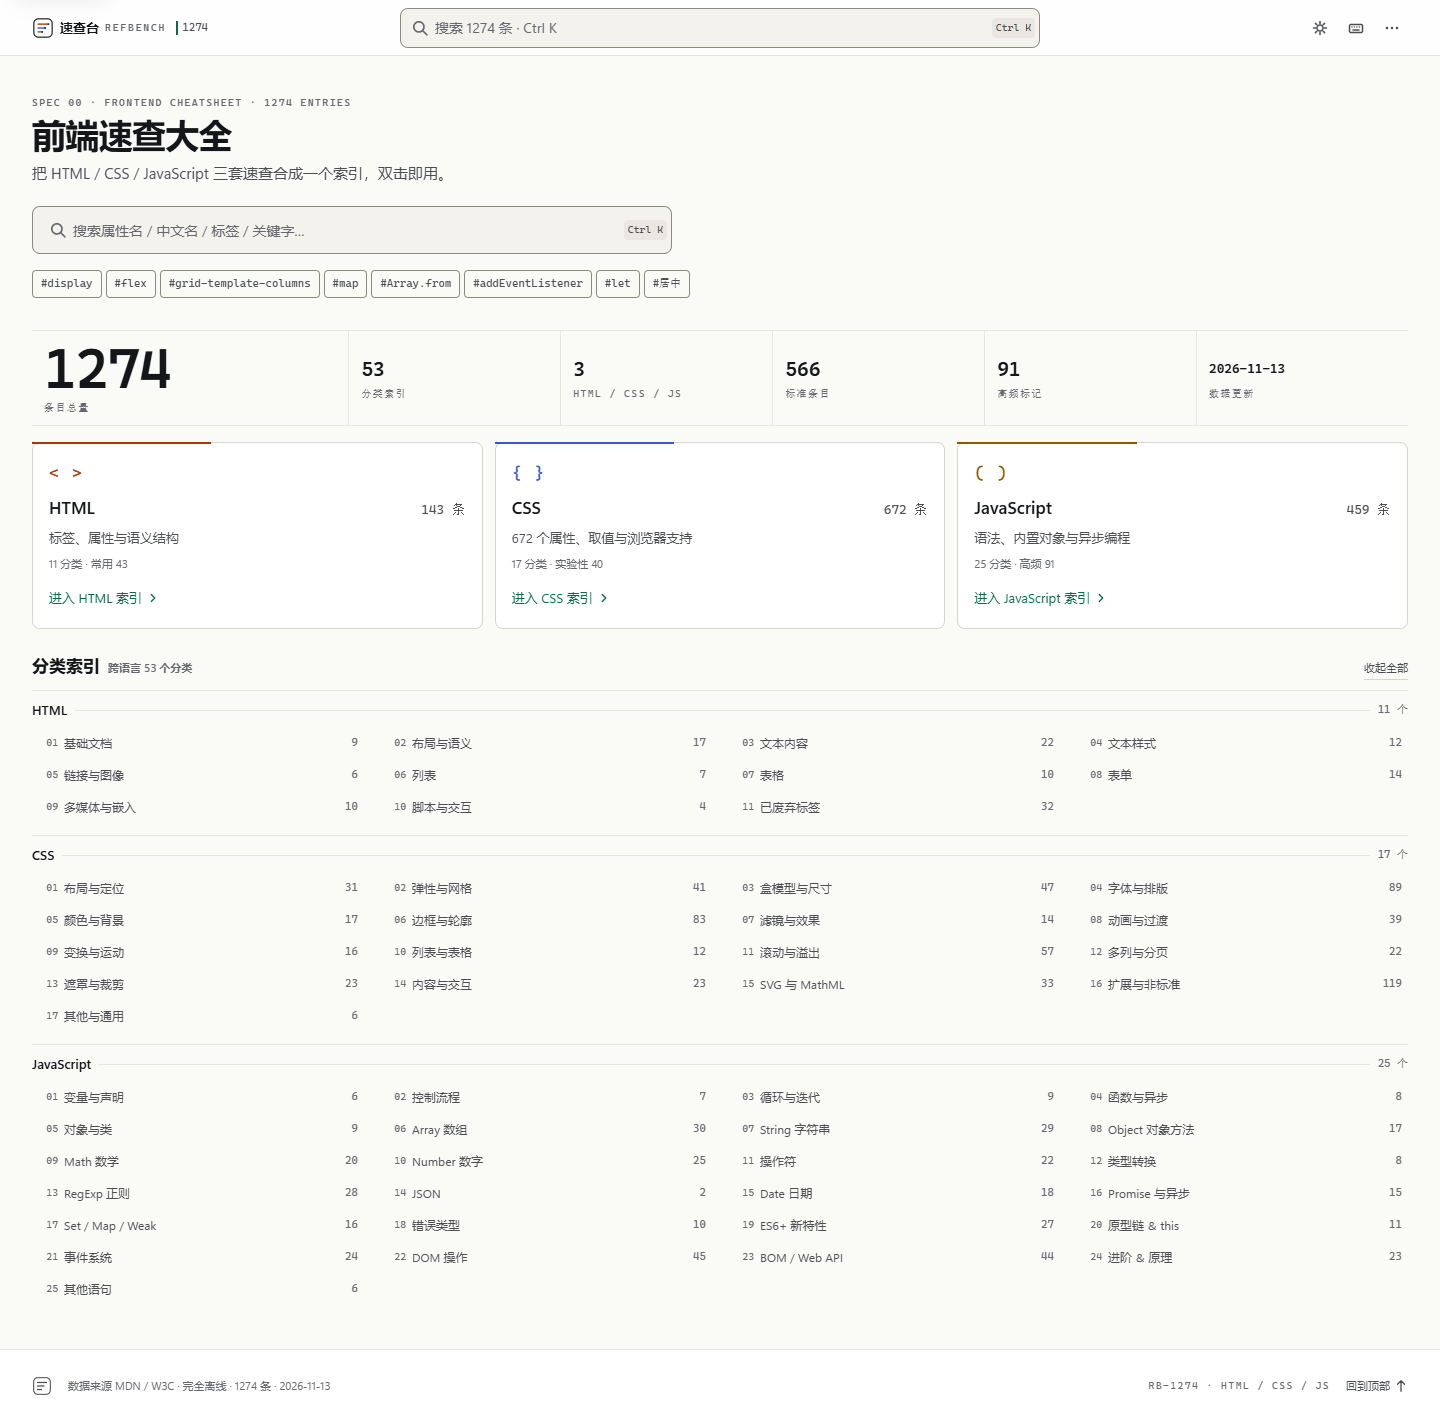 速查台 REFBENCH 1274 搜索 1274 条 · Ctrl K Ctrl K
SPEC 00 · FRONTEND CHEATSHEET · 1274 ENTRIES
前端速查大全
把 HTML / CSS / JavaScript 三套速查合成一个索引，双击即用。
搜索属性名 / 中文名 / 标签 / 关键字... Ctrl K
#display #flex #grid-template-columns #map #Array.from #addEventListener #let #居中
1274 53 3 566 91 2026-11-13
条目总量 分类索引 HTML / CSS / JS 标准条目 高频标记 数据更新
< > { } ( )
HTML 143 条 CSS 672 条 JavaScript 459 条
标签、属性与语义结构 672 个属性、取值与浏览器支持 语法、内置对象与异步编程
11 分类 · 常用 43 17 分类 · 实验性 40 25 分类 · 高频 91
进入 HTML 索引 进入 CSS 索引 进入 JavaScript 索引
分类索引 跨语言 53 个分类 收起全部
HTML 11 个
01 基础文档 9 02 布局与语义 17 03 文本内容 22 04 文本样式 12
05 链接与图像 6 06 列表 7 07 表格 10 08 表单 14
09 多媒体与嵌入 10 10 脚本与交互 4 11 已废弃标签 32
CSS 17 个
01 布局与定位 31 02 弹性与网格 41 03 盒模型与尺寸 47 04 字体与排版 89
05 颜色与背景 17 06 边框与轮廓 83 07 滤镜与效果 14 08 动画与过渡 39
09 变换与运动 16 10 列表与表格 12 11 滚动与溢出 57 12 多列与分页 22
13 遮罩与裁剪 23 14 内容与交互 23 15 SVG 与 MathML 33 16 扩展与非标准 119
17 其他与通用 6
JavaScript 25 个
01 变量与声明 6 02 控制流程 7 03 循环与迭代 9 04 函数与异步 8
05 对象与类 9 06 Array 数组 30 07 String 字符串 29 08 Object 对象方法 17
09 Math 数学 20 10 Number 数字 25 11 操作符 22 12 类型转换 8
13 RegExp 正则 28 14 JSON 2 15 Date 日期 18 16 Promise 与异步 15
17 Set / Map / Weak 16 18 错误类型 10 19 ES6+ 新特性 27 20 原型链 & this 11
21 事件系统 24 22 DOM 操作 45 23 BOM / Web API 44 24 进阶 & 原理 23
25 其他语句 6
数据来源 MDN / W3C · 完全离线 · 1274 条 · 2026-11-13 RB-1274 · HTML / CSS / JS 回到顶部